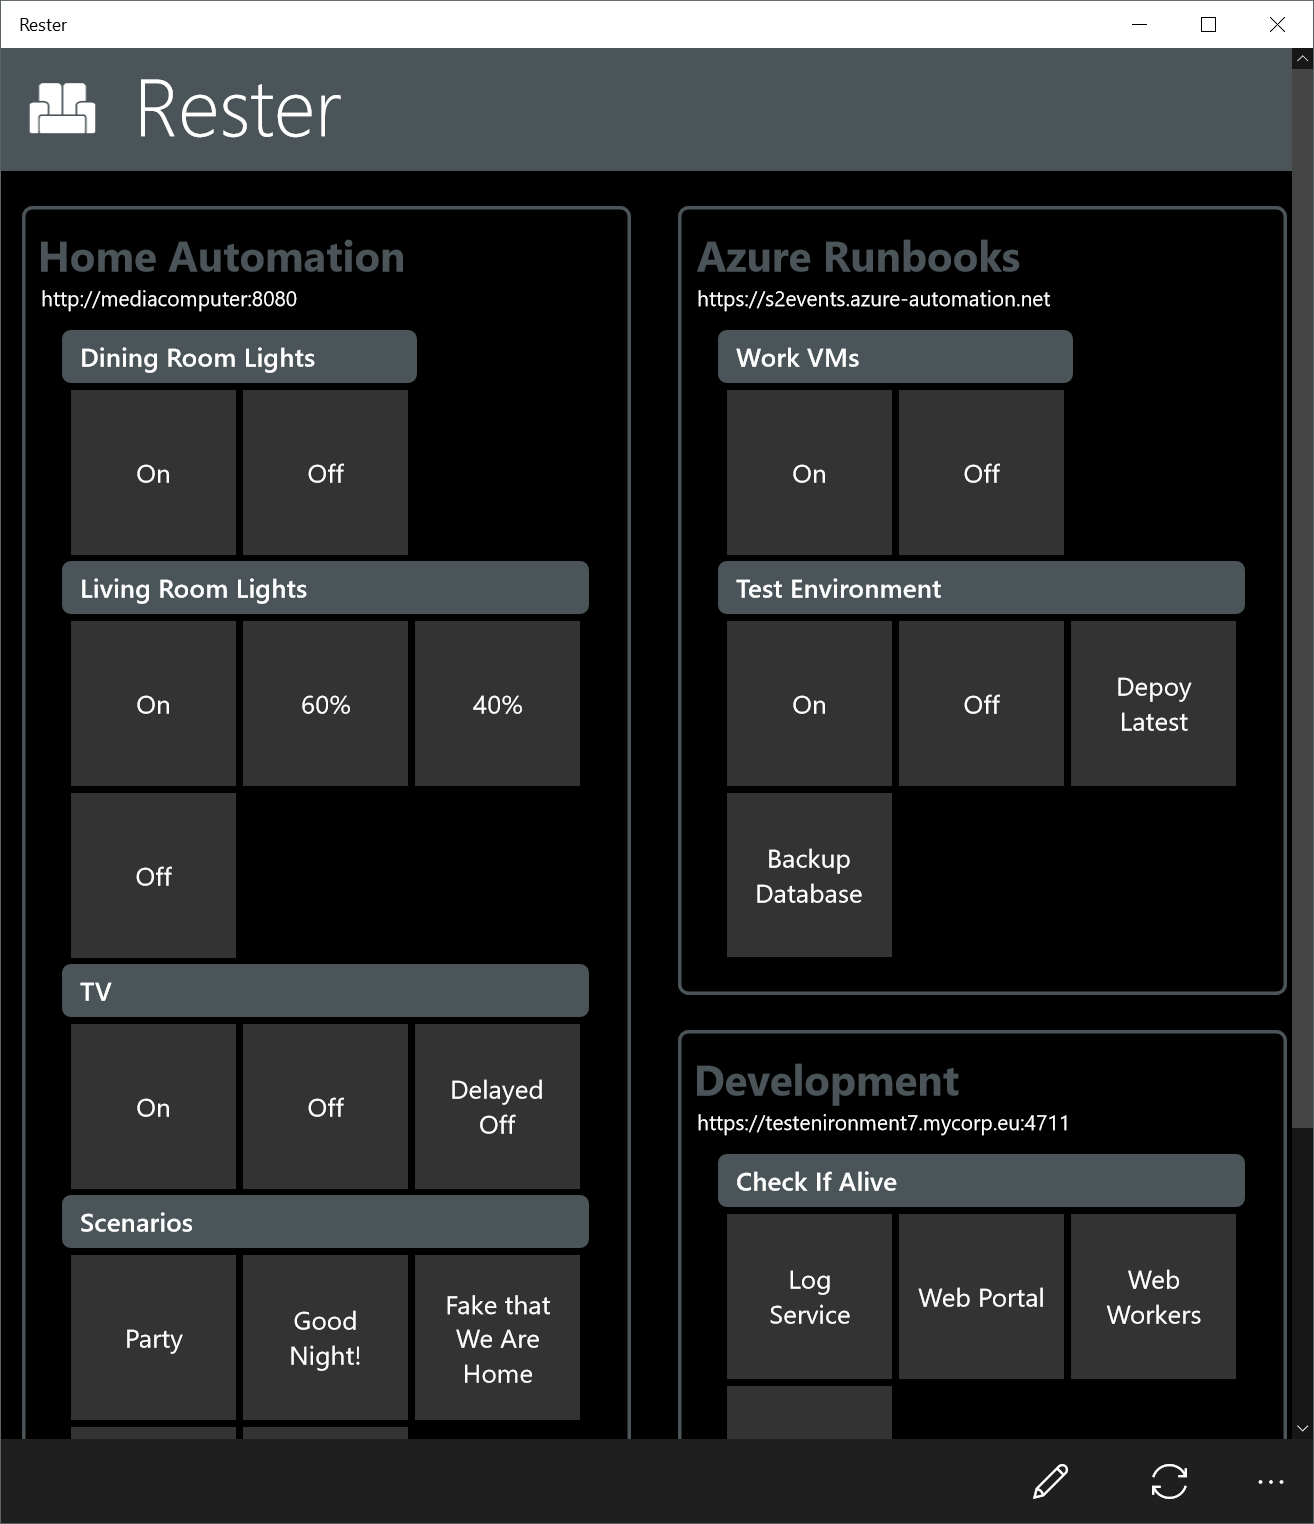 Rester
Rester
Home Automation
http://mediacomputer:8080
Dining Room Lights
On
Off
Living Room Lights
On
60%
40%
Off
TV
On
Off
Delayed
Off
Scenarios
Party
Good
Night!
Fake that
We Are
Home
Azure Runbooks
https://s2events.azure-automation.net
Work VMs
On
Off
Test Environment
On
Off
Depoy
Latest
Backup
Database
Development
https://testenironment7.mycorp.eu:4711
Check If Alive
Log
Service
Web Portal
Web
Workers